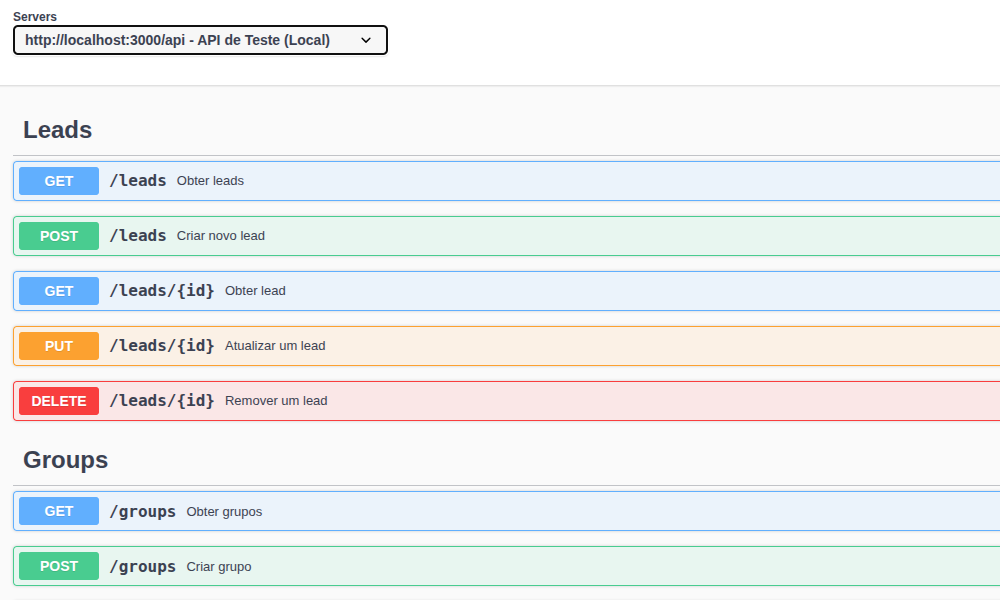 Servers
http://localhost:3000/api - API de Teste (Local)
Leads
GET /leads Obter leads
POST /leads Criar novo lead
GET /leads/{id} Obter lead
PUT /leads/{id} Atualizar um lead
DELETE /leads/{id} Remover um lead
Groups
GET /groups Obter grupos
POST /groups Criar grupo